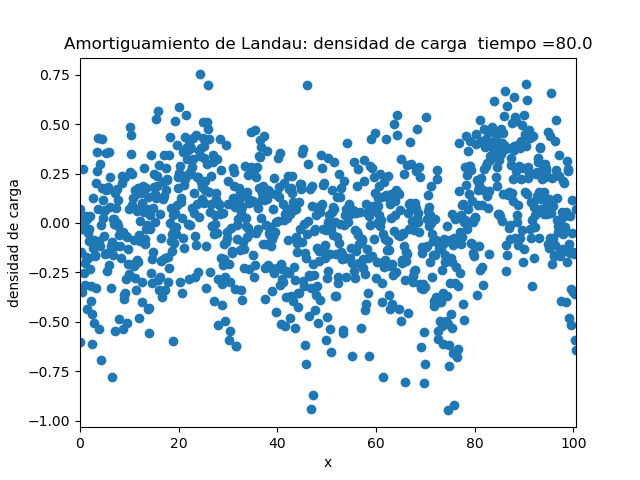 Amortiguamiento de Landau: densidad de carga  tiempo =80.0
densidad de carga
0.75
0.50
0.25
0.00
−0.25
−0.50
−0.75
−1.00
0 20 40 60 80 100
x